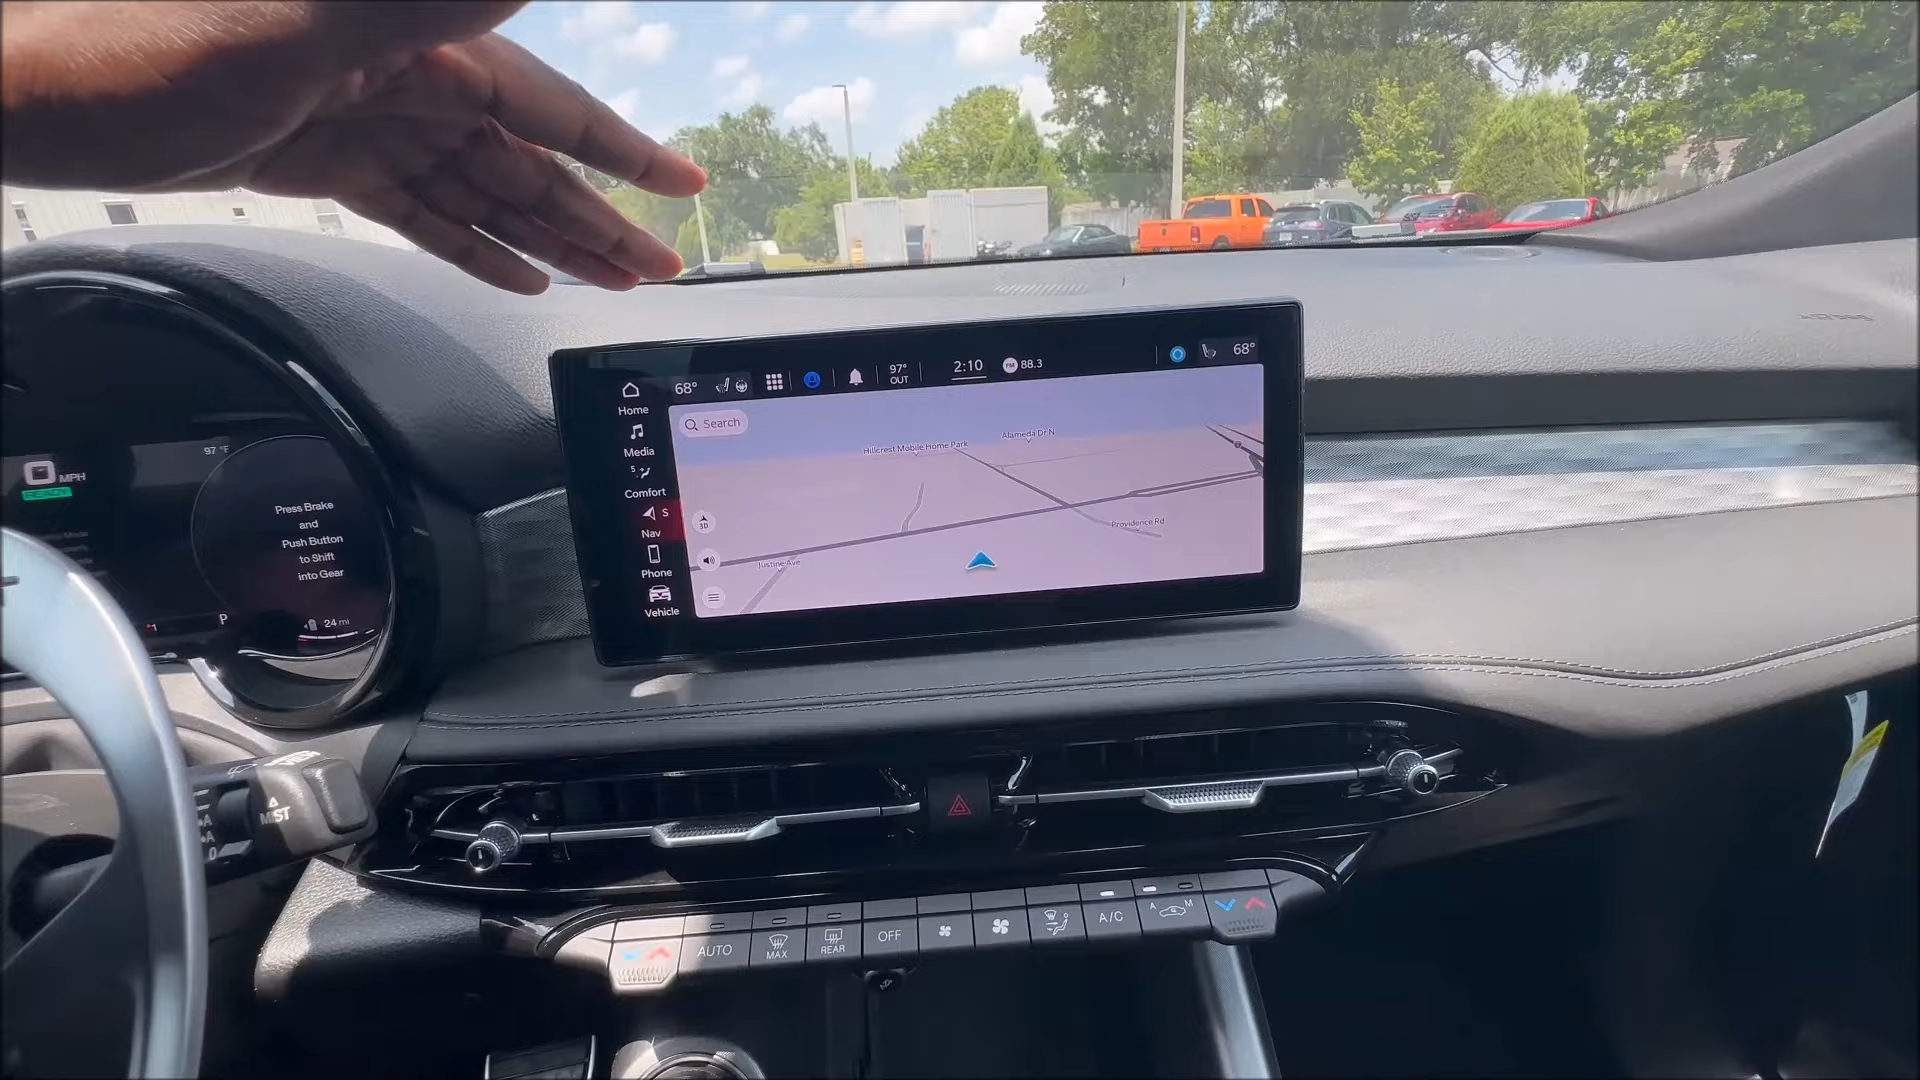 68°
97°
OUT
2:10
FM
88.3
68°
Home
Media
5
Comfort
S
Nav
Phone
Vehicle
Search
Hillcrest Mobile Home Park
Alameda Dr N
Providence Rd
Justine Ave
3D
97 °F
MPH
READY
Press Brake
and
Push Button
to Shift
into Gear
P
24 mi
MIST
A
A
O
AUTO
MAX
REAR
OFF
A/C
A
M